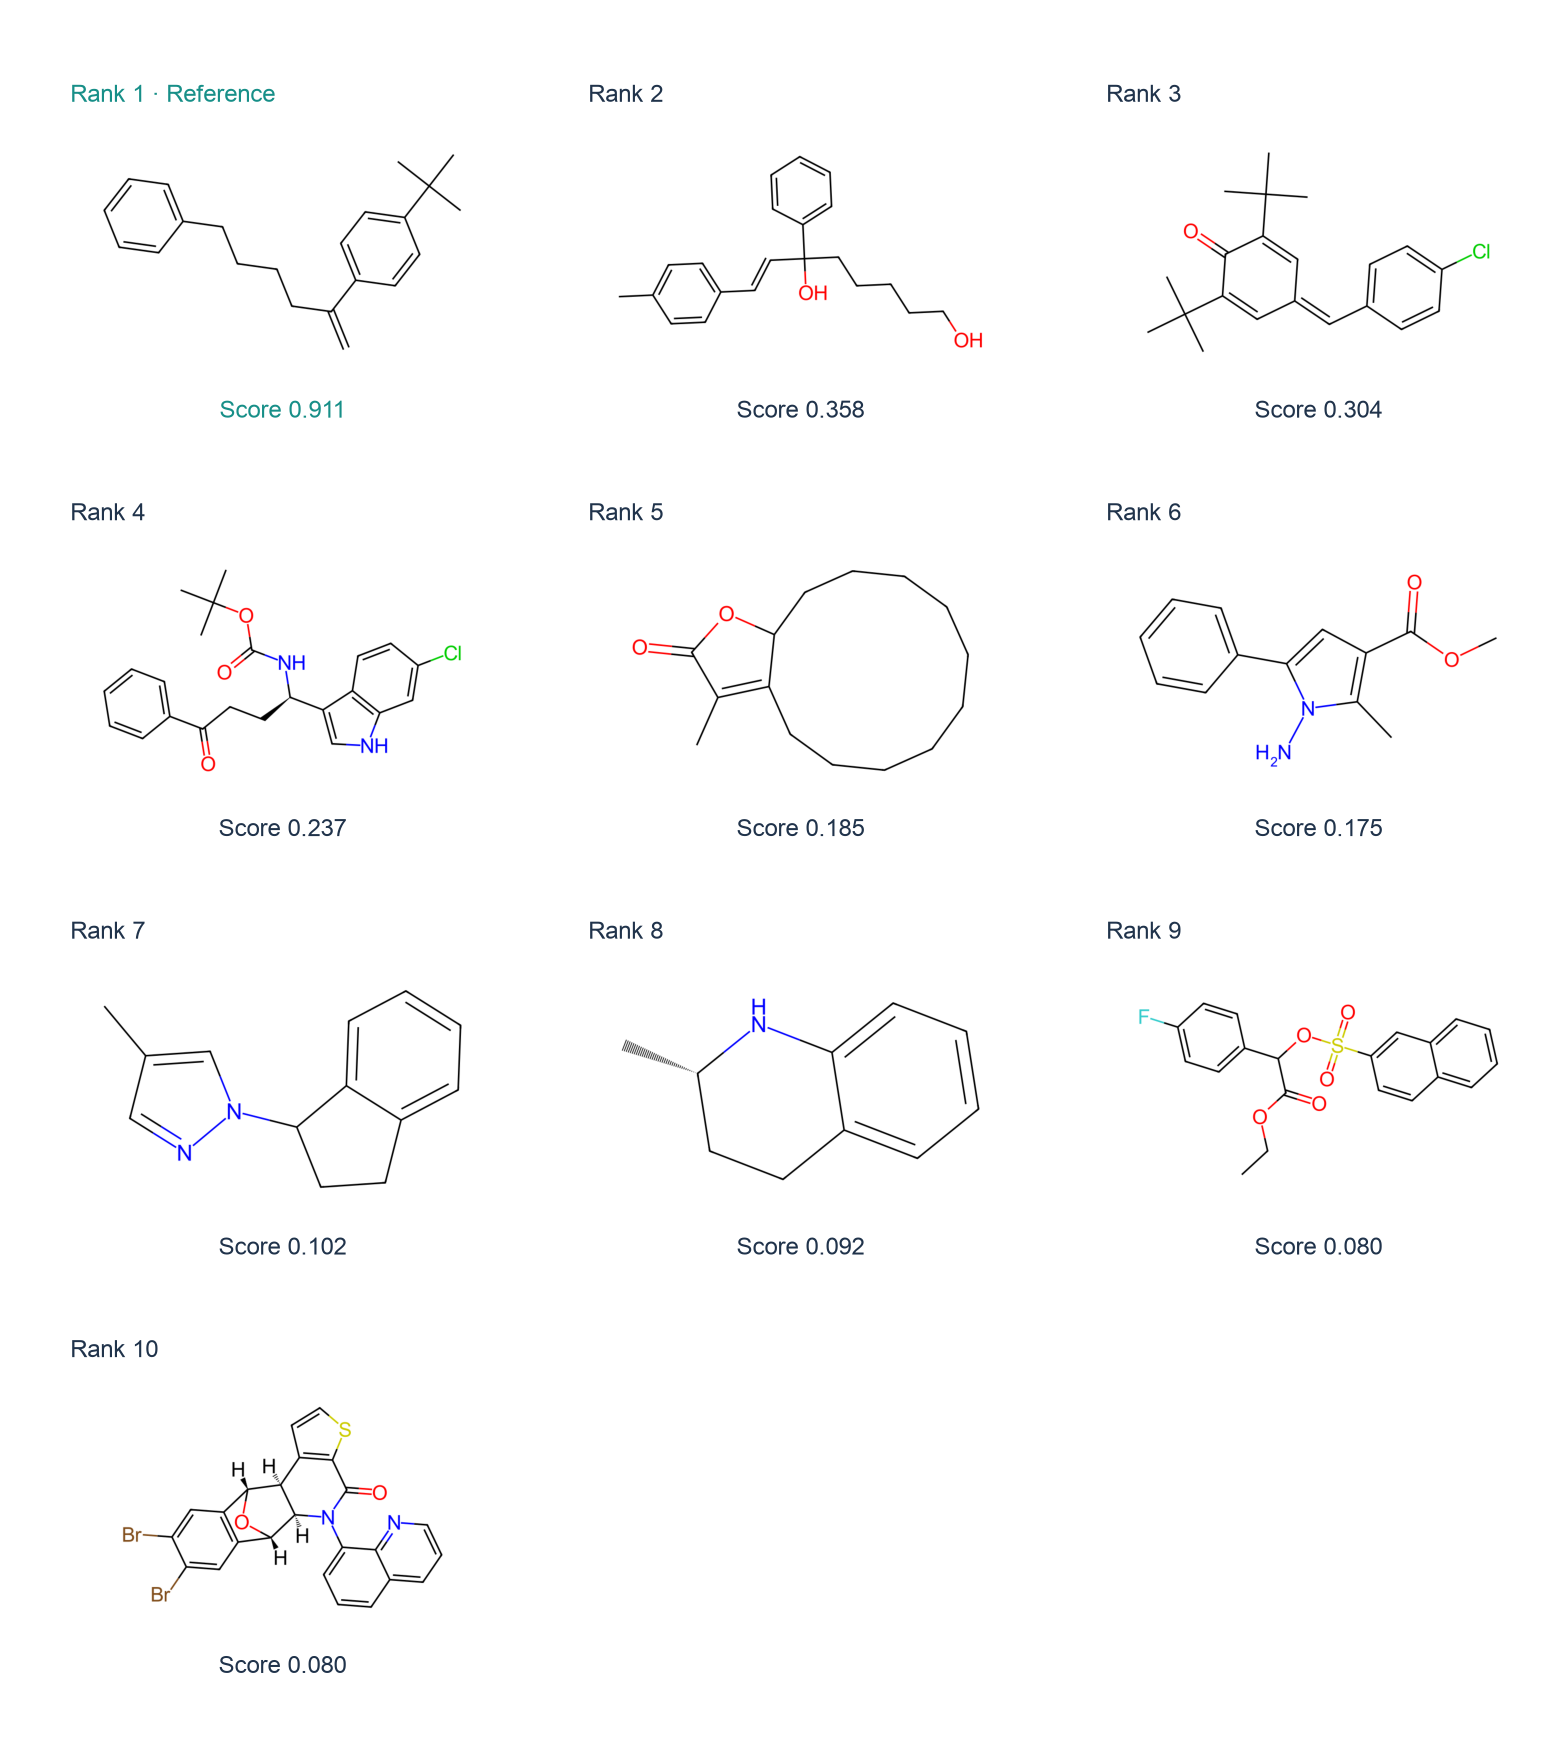 Rank 1 · Reference
Rank 2
Rank 3
OH
OH
O
Cl
Score 0.911
Score 0.358
Score 0.304
Rank 4
Rank 5
Rank 6
O
O
NH
Cl
O
NH
O
O
O
O
N
H2N
Score 0.237
Score 0.185
Score 0.175
Rank 7
Rank 8
Rank 9
N
N
H
N
F
O
O
S
O
O
O
Score 0.102
Score 0.092
Score 0.080
Rank 10
S
H
H
O
N
O
N
H
H
Br
Br
Score 0.080